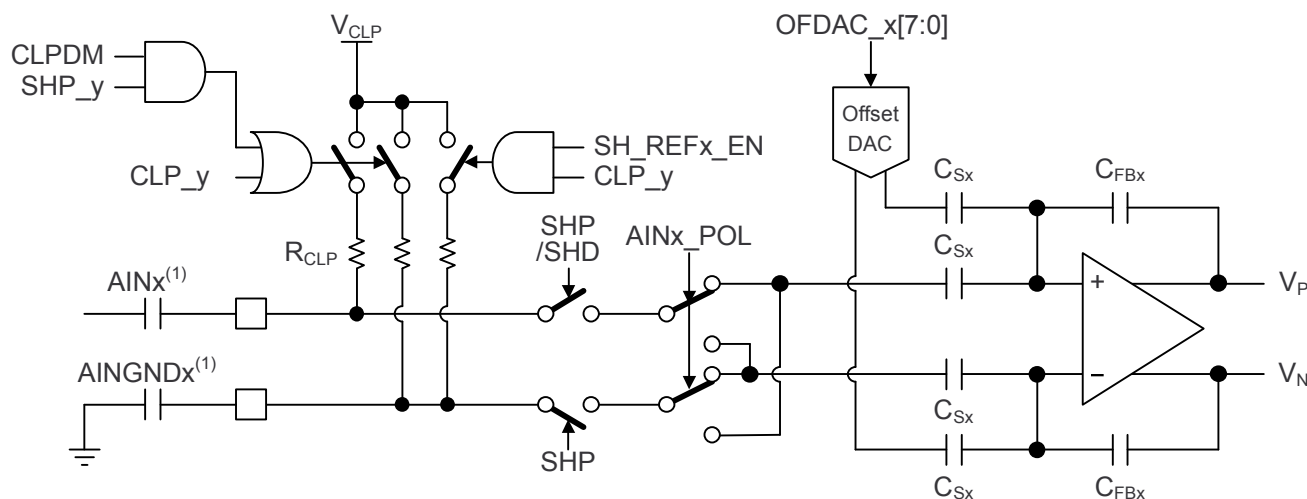 OFDAC_x[7:0]
V_CLP
CLPDM
SHP_y
Offset
DAC
SH_REFx_EN
CLP_y
CLP_y
C_Sx
C_FBx
SHP
/SHD
AINx_POL
R_CLP
C_Sx
AINx(1)
+
V_P
AINGNDx(1)
−
V_N
C_Sx
SHP
C_Sx
C_FBx